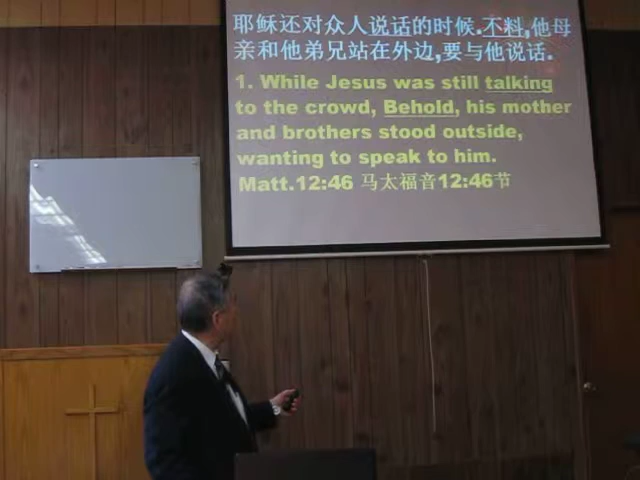 耶稣还对众人说话的时候.不料,他母
亲和他弟兄站在外边,要与他说话.
1. While Jesus was still talking
to the crowd, Behold, his mother
and brothers stood outside,
wanting to speak to him.
Matt.12:46 马太福音12:46节